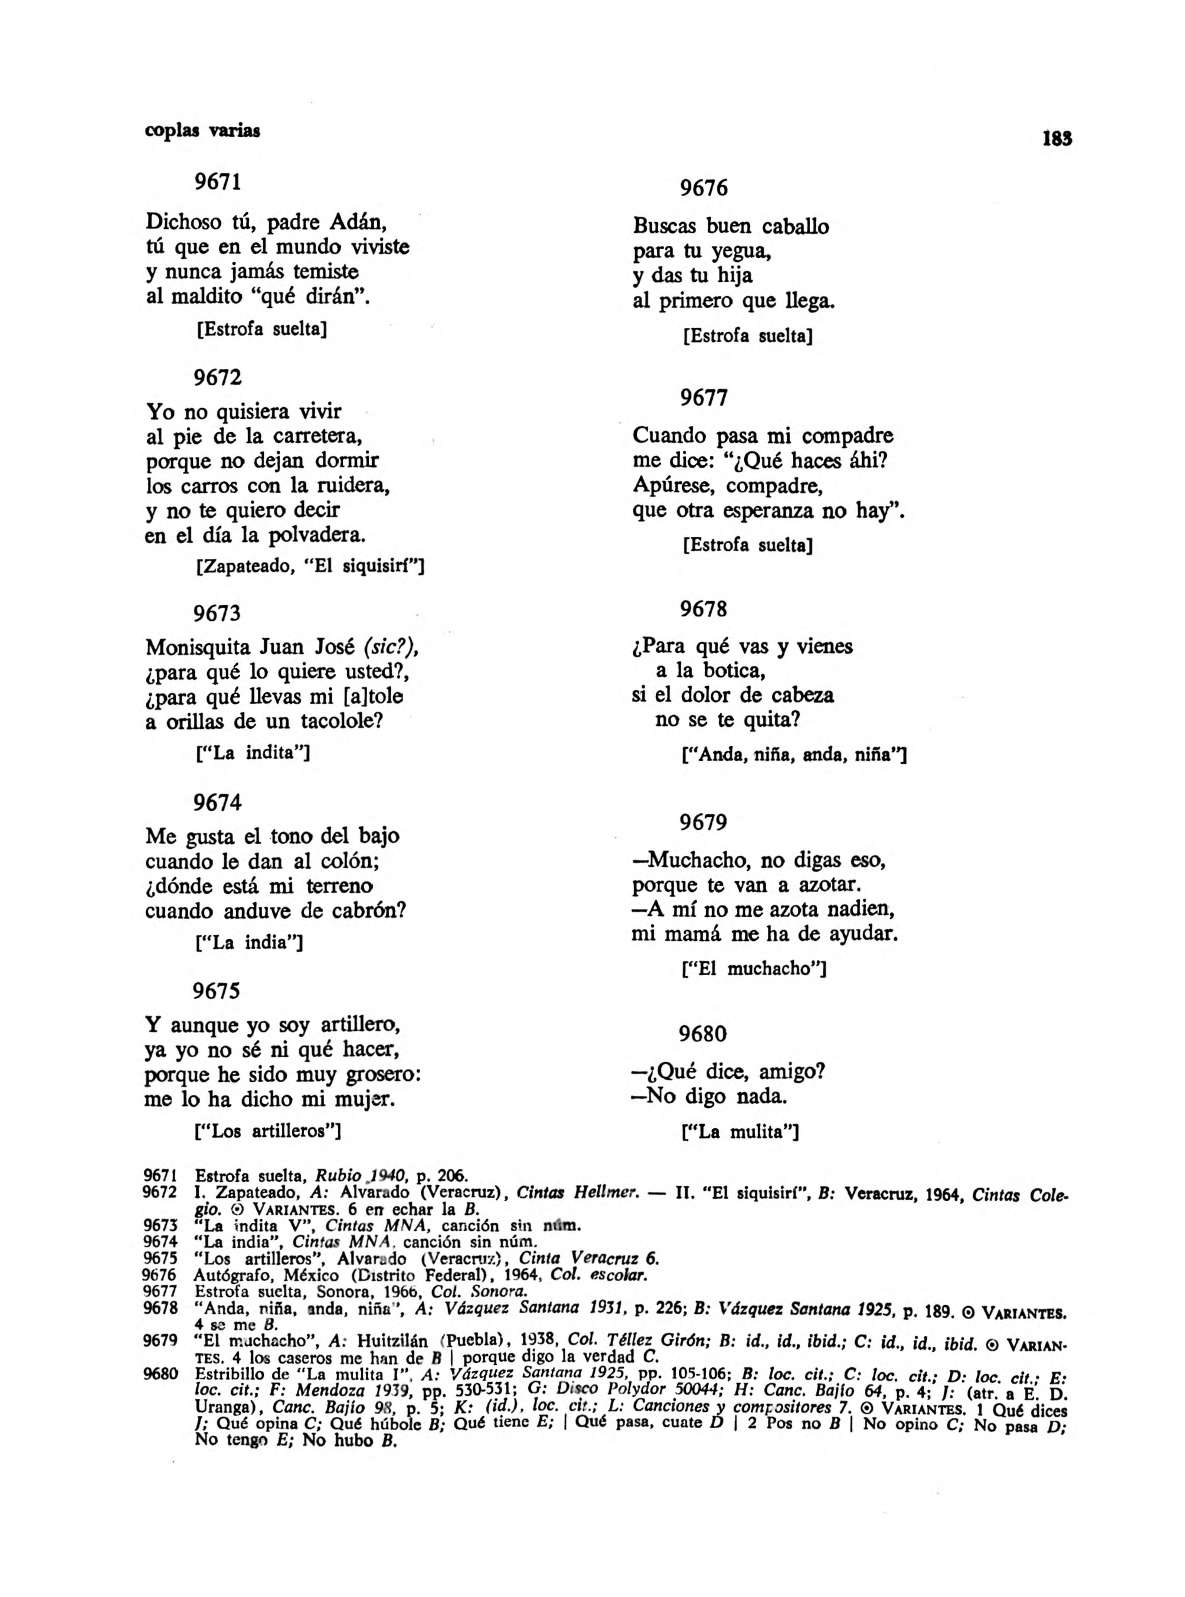 coplas varias
183
9671
Dichoso tú, padre Adán,
tú que en el mundo viviste
y nunca jamás temiste
al maldito “qué dirán”.
[Estrofa suelta]
9672
Yo no quisiera vivir
al pie de la carretera,
porque no dejan dormir
los carros con la ruidera,
y no te quiero decir
en el día la polvadera.
[Zapateado, “El siquisirí”]
9673
Monisquita Juan José (sic?),
¿para qué lo quiere usted?,
¿para qué llevas mi [a]tole
a orillas de un tacolole?
[“La indita”]
9674
Me gusta el tono del bajo
cuando le dan al colón;
¿dónde está mi terreno
cuando anduve de cabrón?
[“La india”]
9675
Y aunque yo soy artillero,
ya yo no sé ni qué hacer,
porque he sido muy grosero:
me lo ha dicho mi mujer.
[“Los artilleros”]
9676
Buscas buen caballo
para tu yegua,
y das tu hija
al primero que llega.
[Estrofa suelta]
9677
Cuando pasa mi compadre
me dice: “¿Qué haces áhi?
Apúrese, compadre,
que otra esperanza no hay”.
[Estrofa suelta]
9678
¿Para qué vas y vienes
a la botica,
si el dolor de cabeza
no se te quita?
[“Anda, niña, anda, niña”]
9679
—Muchacho, no digas eso,
porque te van a azotar.
—A mí no me azota nadien,
mi mamá me ha de ayudar.
[“El muchacho”]
9680
—¿Qué dice, amigo?
—No digo nada.
[“La mulita”]
9671 Estrofa suelta, Rubio 1940, p. 206.
9672 I. Zapateado, A: Alvarado (Veracruz), Cintas Hellmer. — II. “El siquisirí”, B: Veracruz, 1964, Cintas Cole-
gio. ⊙ VARIANTES. 6 en echar la B.
9673 “La indita V”, Cintas MNA, canción sin núm.
9674 “La india”, Cintas MNA, canción sin núm.
9675 “Los artilleros”, Alvarado (Veracruz), Cinta Veracruz 6.
9676 Autógrafo, México (Distrito Federal), 1964, Col. escolar.
9677 Estrofa suelta, Sonora, 1966, Col. Sonora.
9678 “Anda, niña, anda, niña”, A: Vázquez Santana 1931, p. 226; B: Vázquez Santana 1925, p. 189. ⊙ VARIANTES.
4 se me B.
9679 “El muchacho”, A: Huitzilán (Puebla), 1938, Col. Téllez Girón; B: id., id., ibid.; C: id., id., ibid. ⊙ VARIAN-
TES. 4 los caseros me han de B | porque digo la verdad C.
9680 Estribillo de “La mulita I”, A: Vázquez Santana 1925, pp. 105-106; B: loc. cit.; C: loc. cit.; D: loc. cit.; E:
loc. cit.; F: Mendoza 1939, pp. 530-531; G: Disco Polydor 50044; H: Canc. Bajío 64, p. 4; J: (atr. a E. D.
Uranga), Canc. Bajío 98, p. 5; K: (id.), loc. cit.; L: Canciones y compositores 7. ⊙ VARIANTES. 1 Qué dices
J; Qué opina C; Qué húbole B; Qué tiene E; | Qué pasa, cuate D | 2 Pos no B | No opino C; No pasa D;
No tengo E; No hubo B.